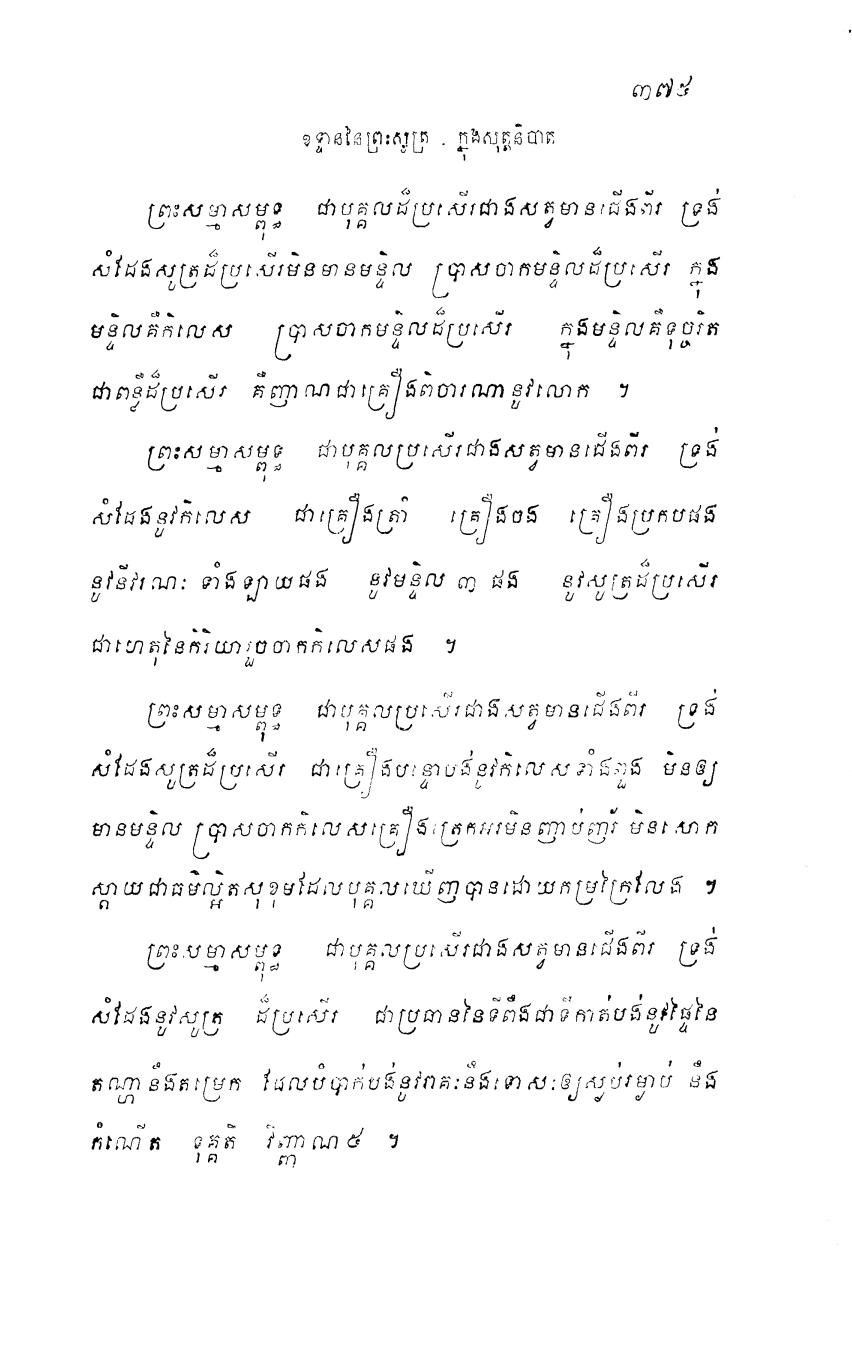 ៣៧៥
ឧទ្ទាននៃព្រះសូត្រ . ក្នុងសុត្តនិបាត
ព្រះសម្មាសម្ពុទ្ធ ជាបុគ្គលដ៏ប្រសើរជាងសត្វមានជើងពីរ ទ្រង់
សំដែងសូត្រដ៏ប្រសើរមិនមានមន្ទិល ប្រាសចាកមន្ទិលដ៏ប្រសើរ ក្នុង
មន្ទិលគឺកិលេស ប្រាសចាកមន្ទិលដ៏ប្រសើរ ក្នុងមន្ទិលគឺទុច្ចរិត
ជាពន្លឺដ៏ប្រសើរ គឺញាណជាគ្រឿងពិចារណានូវលោក ។
ព្រះសម្មាសម្ពុទ្ធ ជាបុគ្គលប្រសើរជាងសត្វមានជើងពីរ ទ្រង់
សំដែងនូវកិលេស ជាគ្រឿងត្រាំ គ្រឿងចង គ្រឿងប្រកបផង
នូវនីវរណៈ ទាំងឡាយផង នូវមន្ទិល ៣ ផង នូវសូត្រដ៏ប្រសើរ
ជាហេតុនៃកិរិយារួចចាកកិលេសផង ។
ព្រះសម្មាសម្ពុទ្ធ ជាបុគ្គលប្រសើរជាងសត្វមានជើងពីរ ទ្រង់
សំដែងសូត្រដ៏ប្រសើរ ជាគ្រឿងបន្ទោបង់នូវកិលេសទាំងពួង មិនឲ្យ
មានមន្ទិល ប្រាសចាកកិលេសគ្រឿងត្រេកអរមិនញាប់ញ័រ មិនសោក
ស្តាយជាធម៌ល្អិតសុខុមដែលបុគ្គលឃើញបានដោយកម្រក្រៃលែង ។
ព្រះសម្មាសម្ពុទ្ធ ជាបុគ្គលប្រសើរជាងសត្វមានជើងពីរ ទ្រង់
សំដែងនូវសូត្រ ដ៏ប្រសើរ ជាប្រធាននៃទីពឹងជាទីកាត់បង់នូវផ្ទៃនៃ
តណ្ហានឹងតម្រេក ដែលបំបាក់បង់នូវរាគៈនឹងទោសៈឲ្យស្ងប់រម្ងាប់ នឹង
កំណើត ទុគ្គតិ វិញ្ញាណ៥ ។